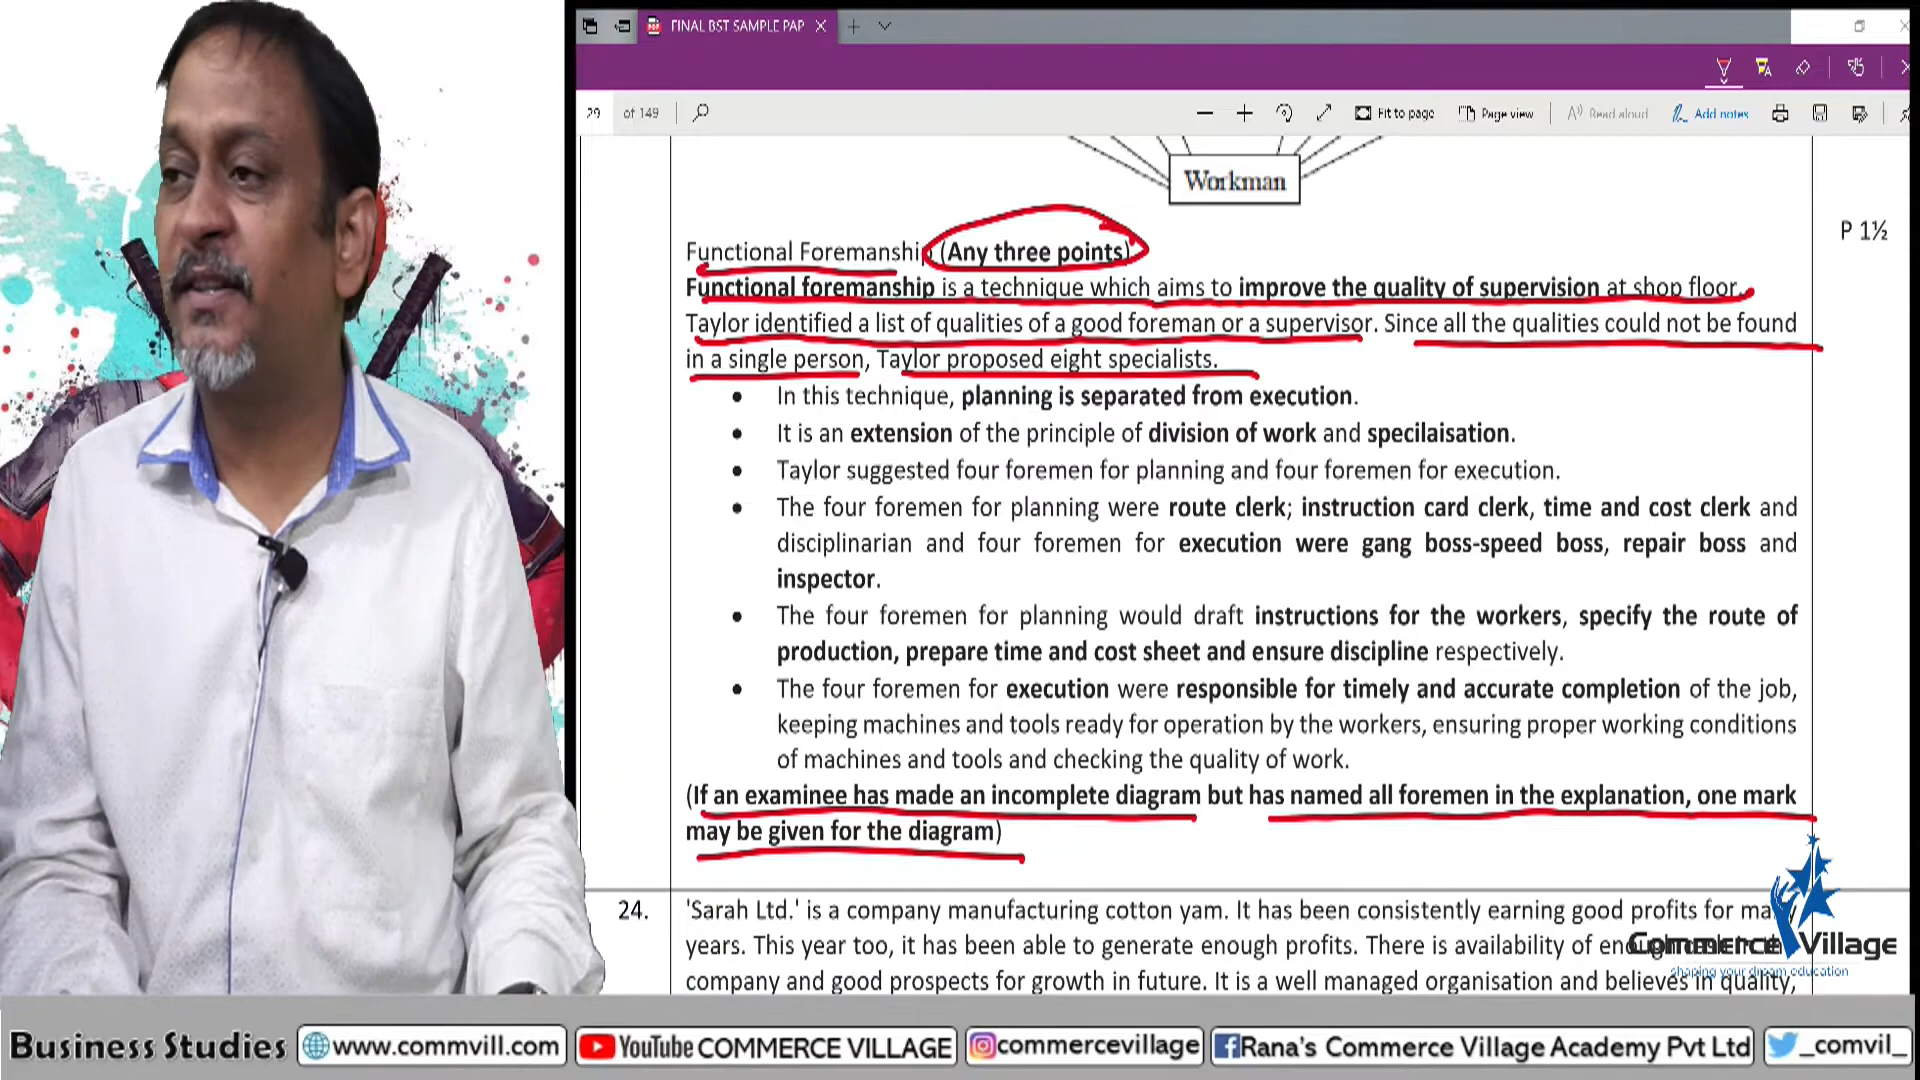 FINAL BST SAMPLE PAP
29 of 149
Fit to page
Page view
Read aloud
Add notes
Workman
P 1½
Functional Foremanship (Any three points)
Functional foremanship is a technique which aims to improve the quality of supervision at shop floor.
Taylor identified a list of qualities of a good foreman or a supervisor. Since all the qualities could not be found
in a single person, Taylor proposed eight specialists.
• In this technique, planning is separated from execution.
• It is an extension of the principle of division of work and specilaisation.
• Taylor suggested four foremen for planning and four foremen for execution.
• The four foremen for planning were route clerk; instruction card clerk, time and cost clerk and
disciplinarian and four foremen for execution were gang boss-speed boss, repair boss and
inspector.
• The four foremen for planning would draft instructions for the workers, specify the route of
production, prepare time and cost sheet and ensure discipline respectively.
• The four foremen for execution were responsible for timely and accurate completion of the job,
keeping machines and tools ready for operation by the workers, ensuring proper working conditions
of machines and tools and checking the quality of work.
(If an examinee has made an incomplete diagram but has named all foremen in the explanation, one mark
may be given for the diagram)
24. 'Sarah Ltd.' is a company manufacturing cotton yam. It has been consistently earning good profits for
years. This year too, it has been able to generate enough profits. There is availability of
company and good prospects for growth in future. It is a well managed organisation and believes in quality,
Commerce Village
shaping your dream education
Business Studies
www.commvill.com
YouTube COMMERCE VILLAGE
commercevillage
Rana's Commerce Village Academy Pvt Ltd
_comvil_